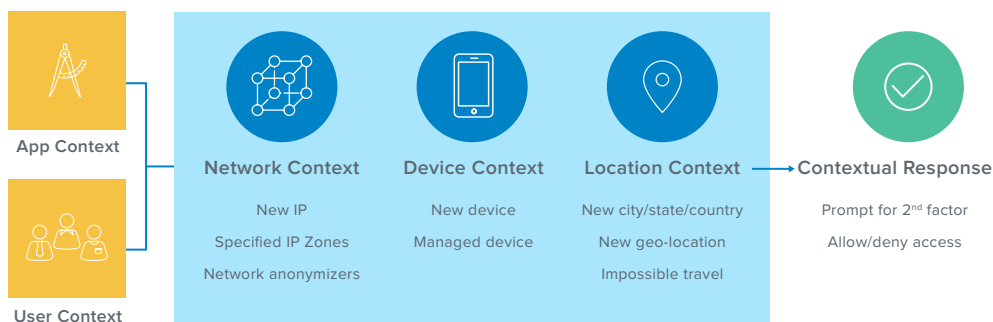 App Context
User Context
Network Context
New IP
Specified IP Zones
Network anonymizers
Device Context
New device
Managed device
Location Context
New city/state/country
New geo-location
Impossible travel
Contextual Response
Prompt for 2nd factor
Allow/deny access